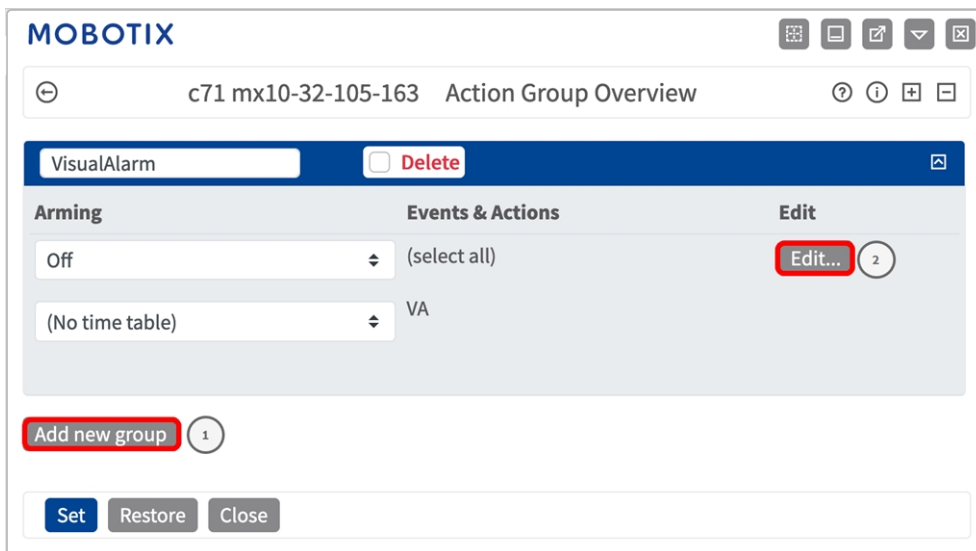 MOBOTIX
c71 mx10-32-105-163 Action Group Overview
VisualAlarm Delete
Arming Events & Actions Edit
Off (select all) Edit... 2
(No time table) VA
Add new group 1
Set Restore Close